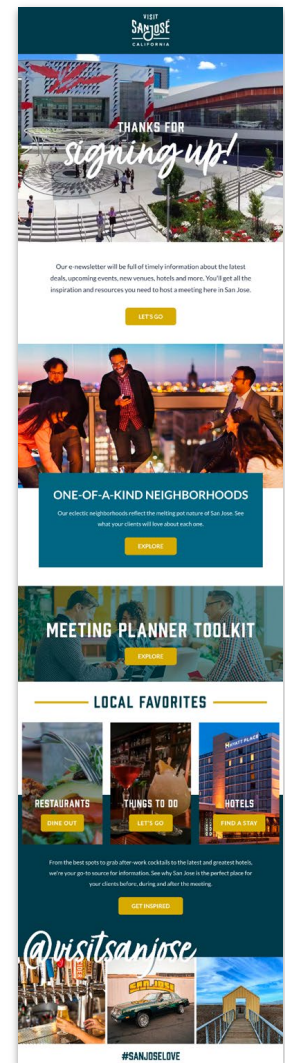 VISIT
SAN JOSÉ
CALIFORNIA
THANKS FOR
signing up!
Our e-newsletter will be full of timely information about the latest
deals, upcoming events, new venues, hotels and more. You'll get all the
inspiration and resources you need to host a meeting here in San Jose.
LET'S GO
ONE-OF-A-KIND NEIGHBORHOODS
Our eclectic neighborhoods reflect the melting pot nature of San Jose. See
what your clients will love about each one.
EXPLORE
MEETING PLANNER TOOLKIT
EXPLORE
LOCAL FAVORITES
HYATT PLACE
RESTAURANTS
THINGS TO DO
HOTELS
DINE OUT
LET'S GO
FIND A STAY
From the best spots to grab after-work cocktails to the latest and greatest hotels,
we're your go-to source for information. See why San Jose is the perfect place for
your clients before, during and after the meeting.
GET INSPIRED
@visitsanjose
#SANJOSELOVE